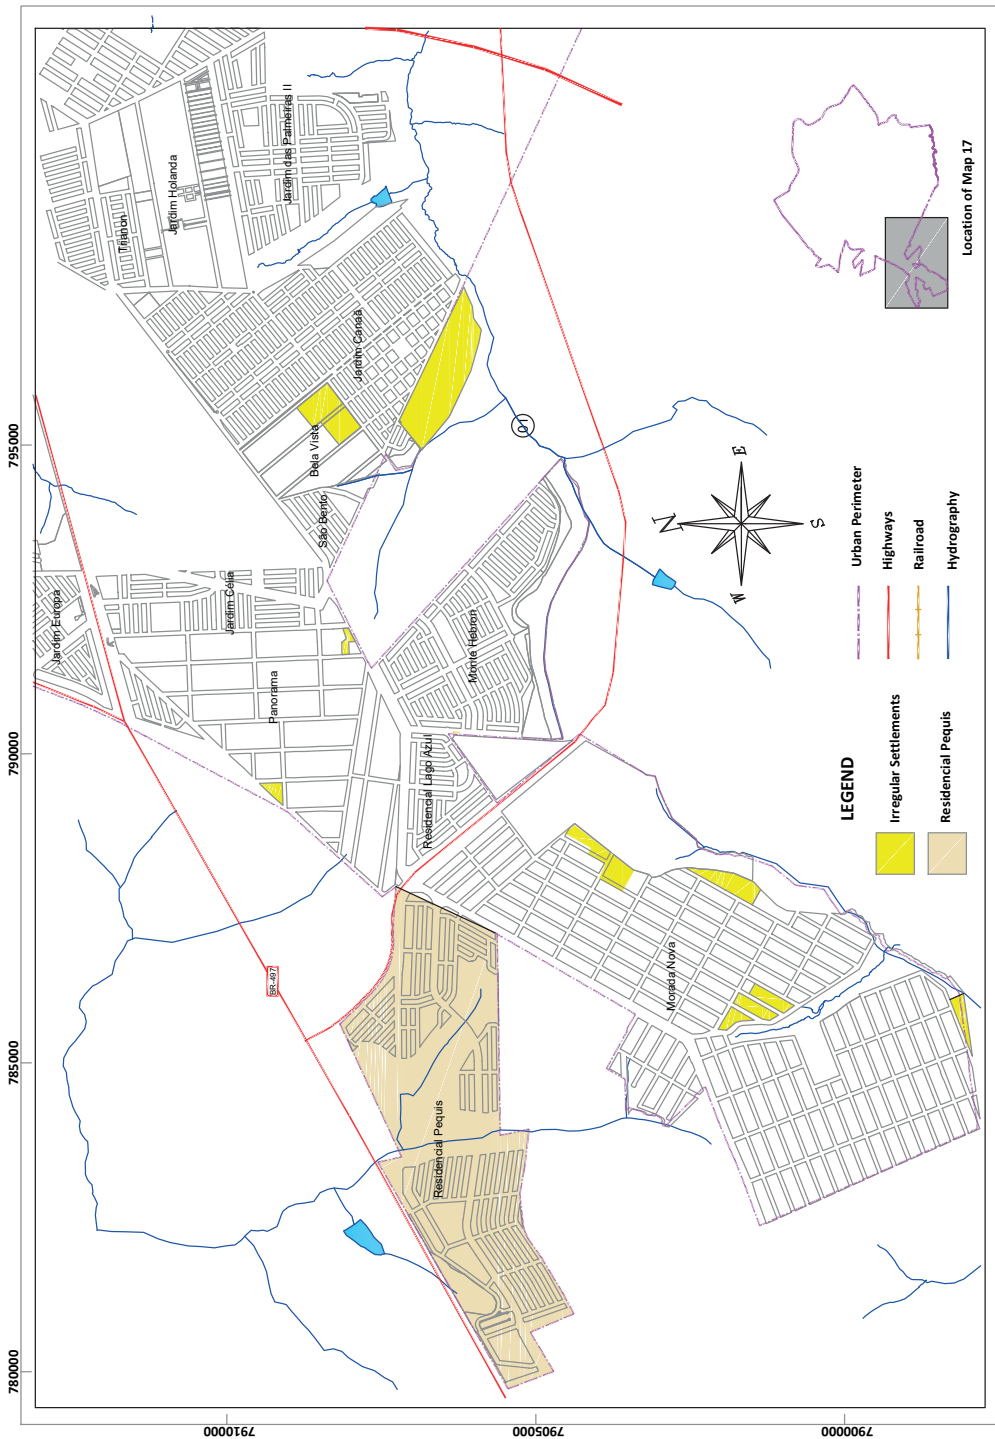 780000
785000
790000
795000
7910000
7905000
7900000
Jardim Europa
Trianon
Jardim Holanda
Jardim das Palmeiras II
Jardim Célia
Panorama
São Bento
Bela Vista
Jardim Canaã
BR-497
Residencial Lago Azul
Monte Hebron
01
Residencial Pequis
Morada Nova
N
E
S
W
LEGEND
Irregular Settlements
Residencial Pequis
Urban Perimeter
Highways
Railroad
Hydrography
Location of Map 17